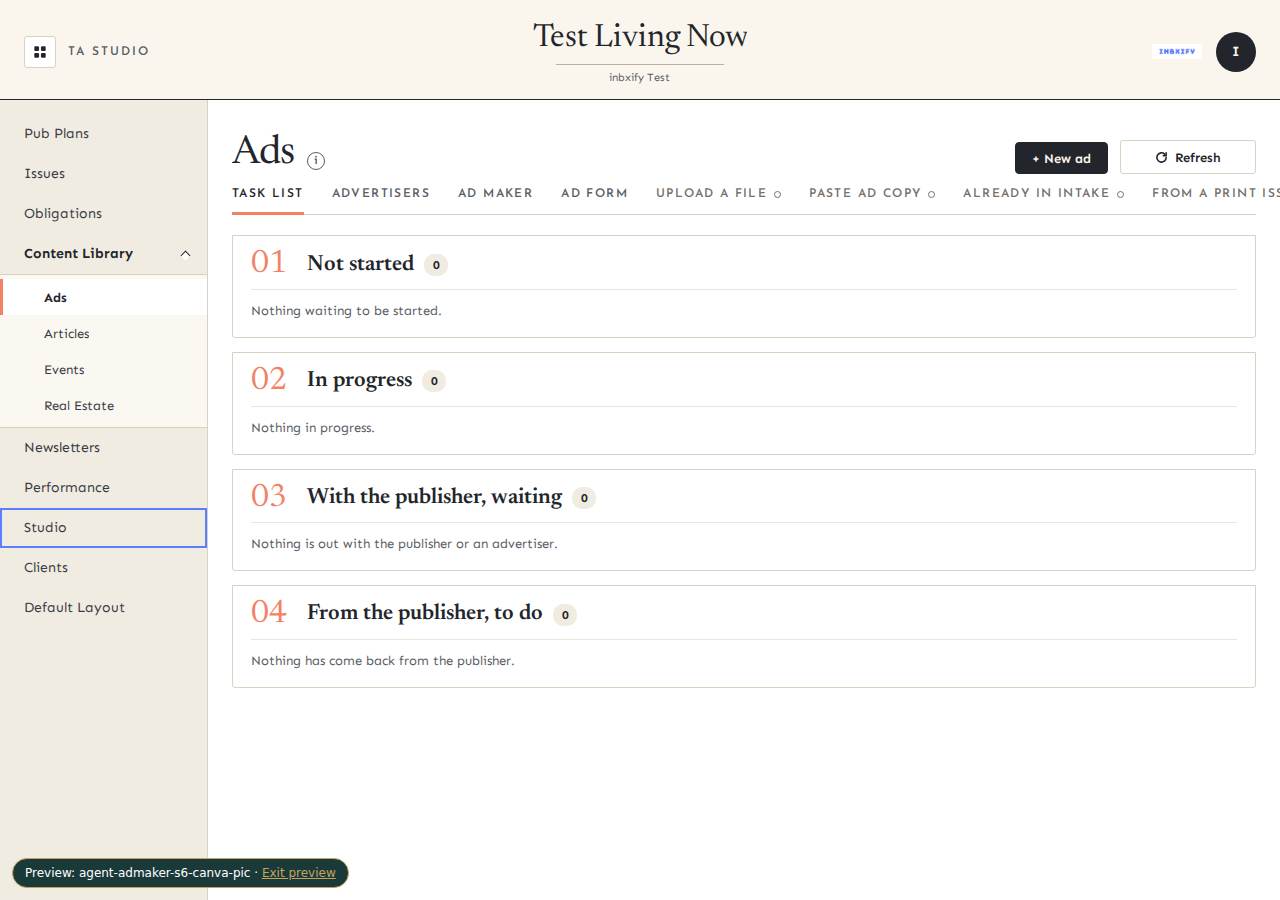 TA STUDIO
Test Living Now
inbxify Test
INBXIFY
I
Pub Plans
Issues
Obligations
Content Library
Ads
Articles
Events
Real Estate
Newsletters
Performance
Studio
Clients
Default Layout
Ads i
+ New ad
Refresh
TASK LIST ADVERTISERS AD MAKER AD FORM UPLOAD A FILE PASTE AD COPY ALREADY IN INTAKE FROM A PRINT ISS
01 Not started 0
Nothing waiting to be started.
02 In progress 0
Nothing in progress.
03 With the publisher, waiting 0
Nothing is out with the publisher or an advertiser.
04 From the publisher, to do 0
Nothing has come back from the publisher.
Preview: agent-admaker-s6-canva-pic · Exit preview